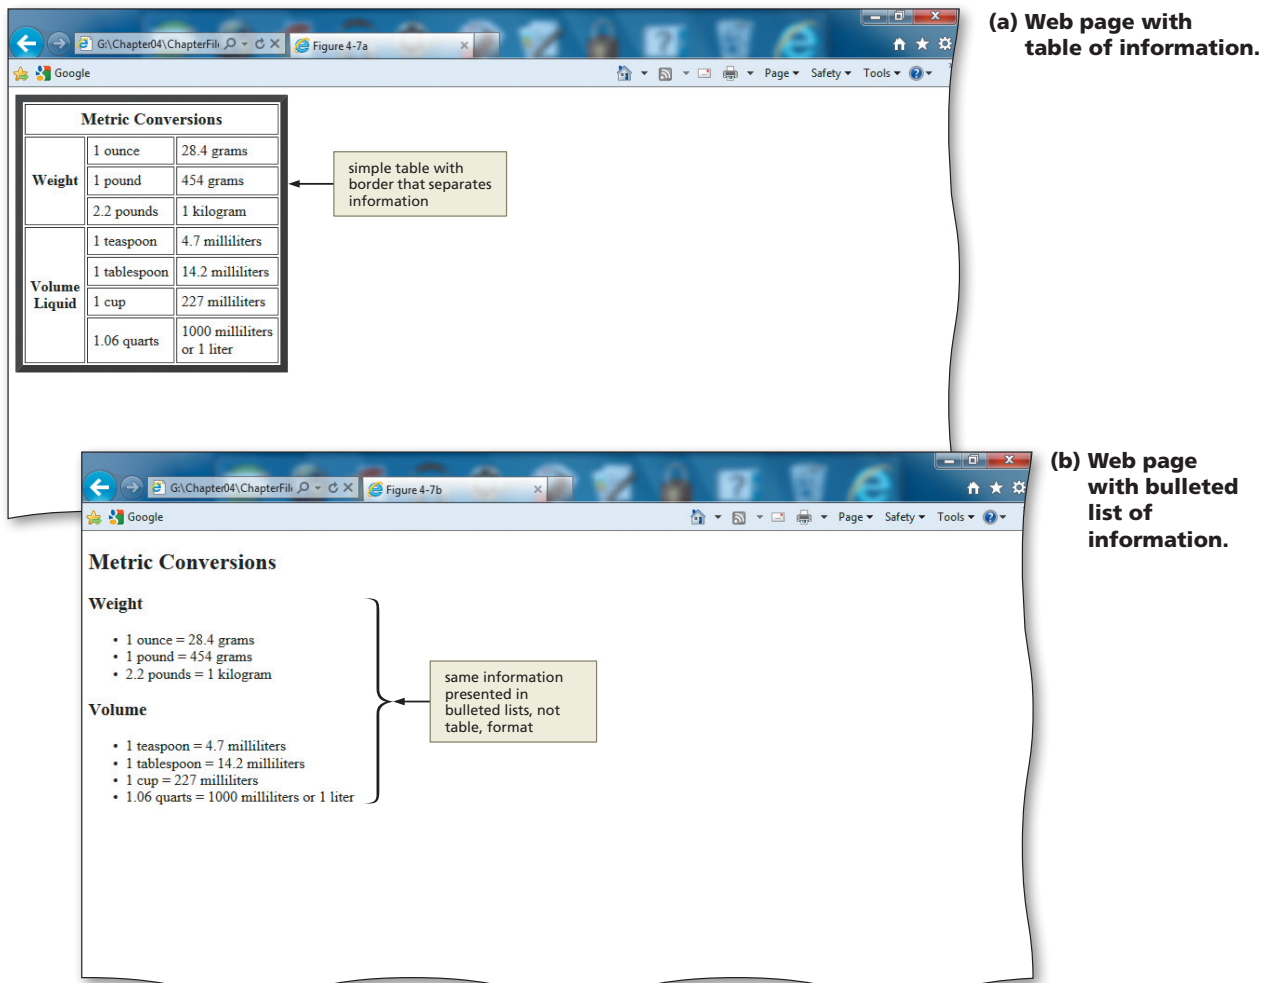 (a) Web page with
table of information.
G:\Chapter04\ChapterFil
Figure 4-7a
Google
Page
Safety
Tools
Metric Conversions
Weight
1 ounce
28.4 grams
1 pound
454 grams
2.2 pounds
1 kilogram
Volume
Liquid
1 teaspoon
4.7 milliliters
1 tablespoon
14.2 milliliters
1 cup
227 milliliters
1.06 quarts
1000 milliliters
or 1 liter
simple table with
border that separates
information
(b) Web page
with bulleted
list of
information.
G:\Chapter04\ChapterFil
Figure 4-7b
Google
Page
Safety
Tools
Metric Conversions
Weight
• 1 ounce = 28.4 grams
• 1 pound = 454 grams
• 2.2 pounds = 1 kilogram
Volume
• 1 teaspoon = 4.7 milliliters
• 1 tablespoon = 14.2 milliliters
• 1 cup = 227 milliliters
• 1.06 quarts = 1000 milliliters or 1 liter
same information
presented in
bulleted lists, not
table, format